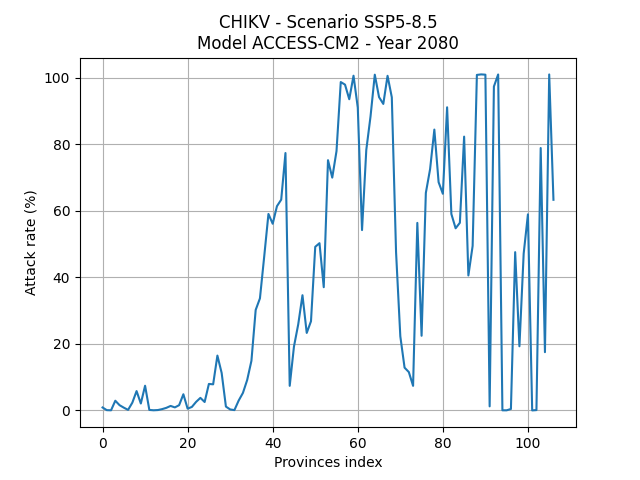 CHIKV - Scenario SSP5-8.5
Model ACCESS-CM2 - Year 2080
Attack rate (%)
100
80
60
40
20
0
0 20 40 60 80 100
Provinces index